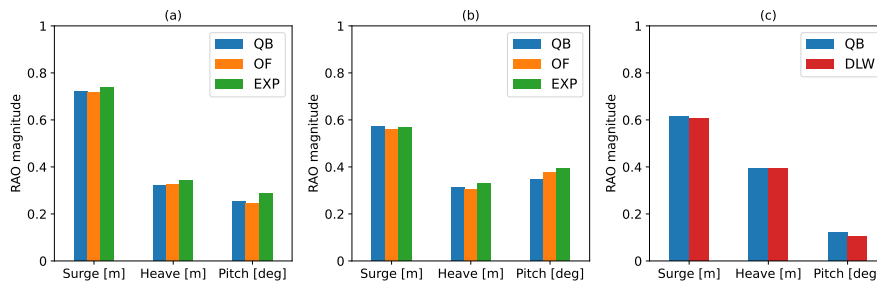 (a)
1
0.8
0.6
0.4
0.2
0
RAO magnitude
QB
OF
EXP
Surge [m] Heave [m] Pitch [deg]
(b)
1
0.8
0.6
0.4
0.2
0
RAO magnitude
QB
OF
EXP
Surge [m] Heave [m] Pitch [deg]
(c)
1
0.8
0.6
0.4
0.2
0
RAO magnitude
QB
DLW
Surge [m] Heave [m] Pitch [deg